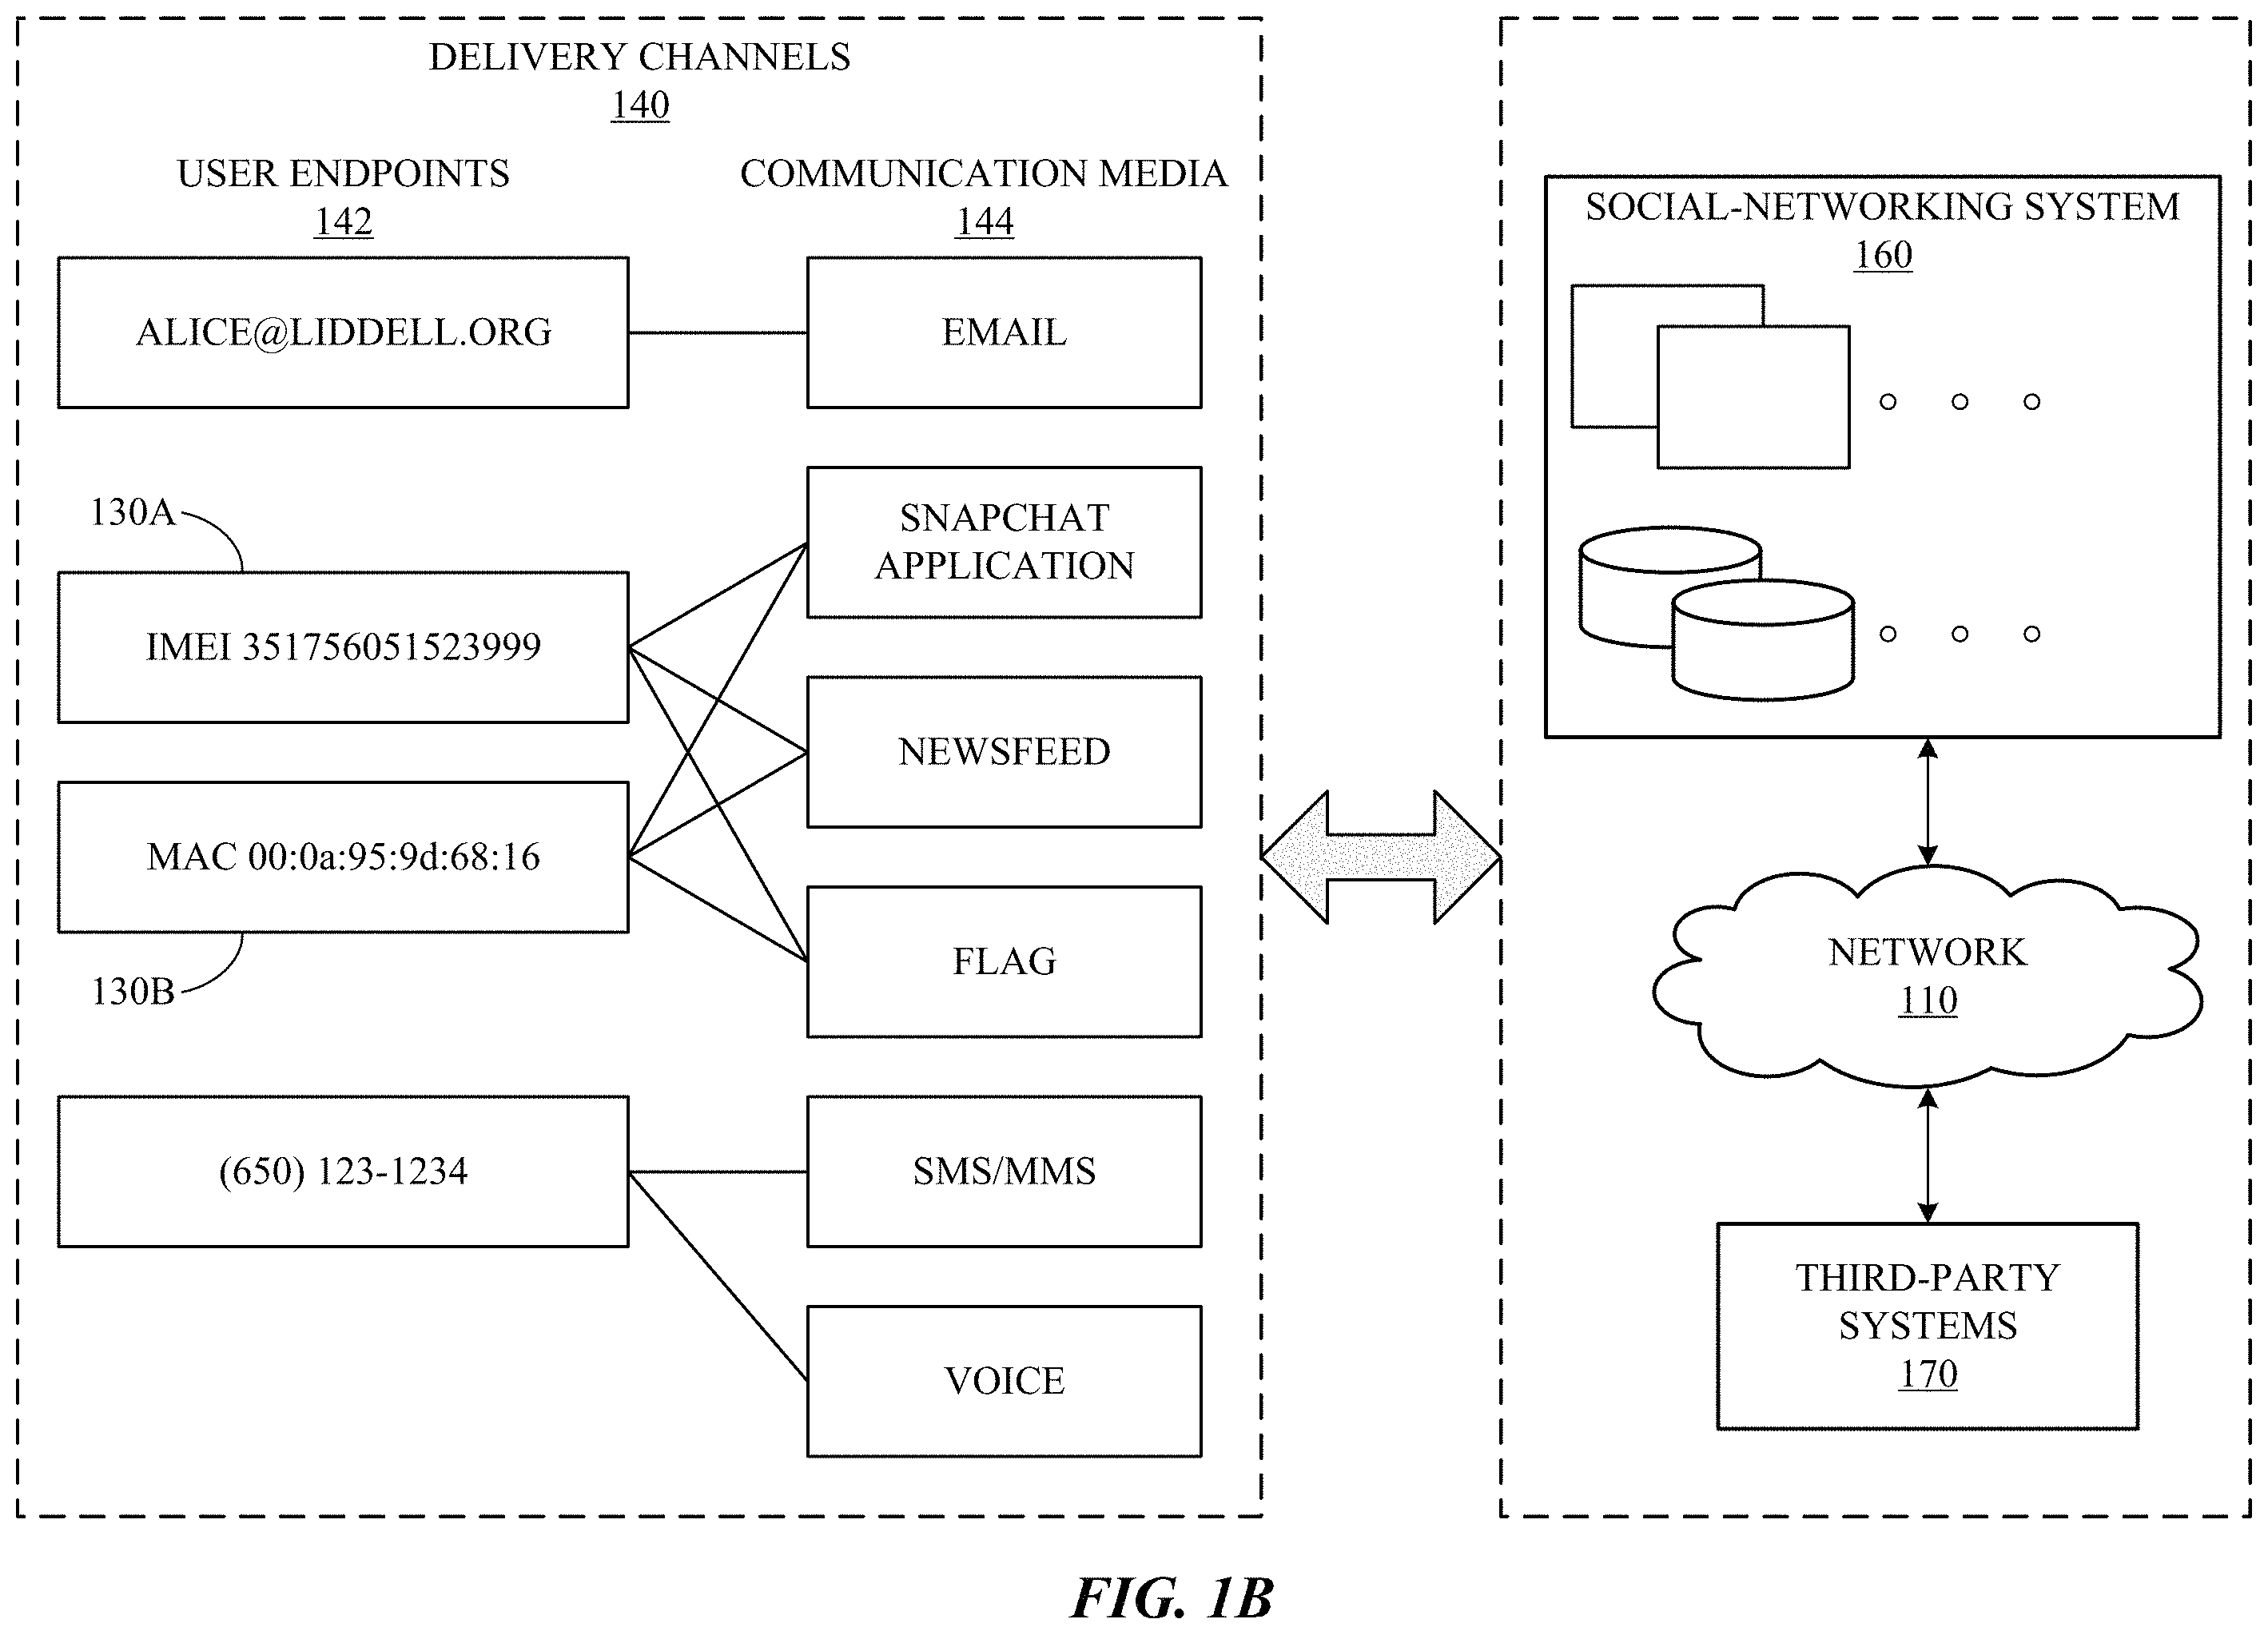 DELIVERY CHANNELS
140
USER ENDPOINTS
142
COMMUNICATION MEDIA
144
ALICE@LIDDELL.ORG
EMAIL
130A
SNAPCHAT
APPLICATION
IMEI 351756051523999
NEWSFEED
MAC 00:0a:95:9d:68:16
FLAG
130B
(650) 123-1234
SMS/MMS
VOICE
SOCIAL-NETWORKING SYSTEM
160
NETWORK
110
THIRD-PARTY
SYSTEMS
170
FIG. 1B